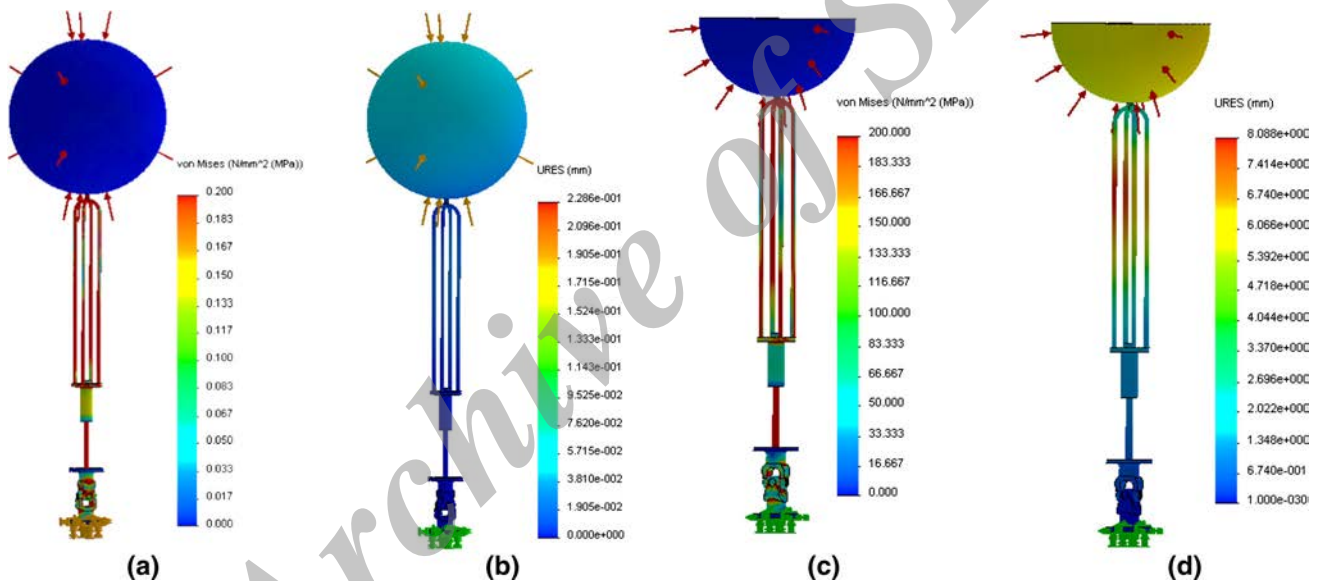 von Mises (N/mm^2 (MPa))
0.200
0.183
0.167
0.150
0.133
0.117
0.100
0.083
0.067
0.050
0.033
0.017
0.000
(a)
URES (mm)
2.286e-001
2.096e-001
1.905e-001
1.715e-001
1.524e-001
1.333e-001
1.143e-001
9.525e-002
7.620e-002
5.715e-002
3.810e-002
1.905e-002
0.000e+000
(b)
von Mises (N/mm^2 (MPa))
200.000
183.333
166.667
150.000
133.333
116.667
100.000
83.333
66.667
50.000
33.333
16.667
0.000
(c)
URES (mm)
8.088e+000
7.414e+000
6.740e+000
6.066e+000
5.392e+000
4.718e+000
4.044e+000
3.370e+000
2.696e+000
2.022e+000
1.348e+000
6.740e-001
1.000e-030
(d)
Archive of